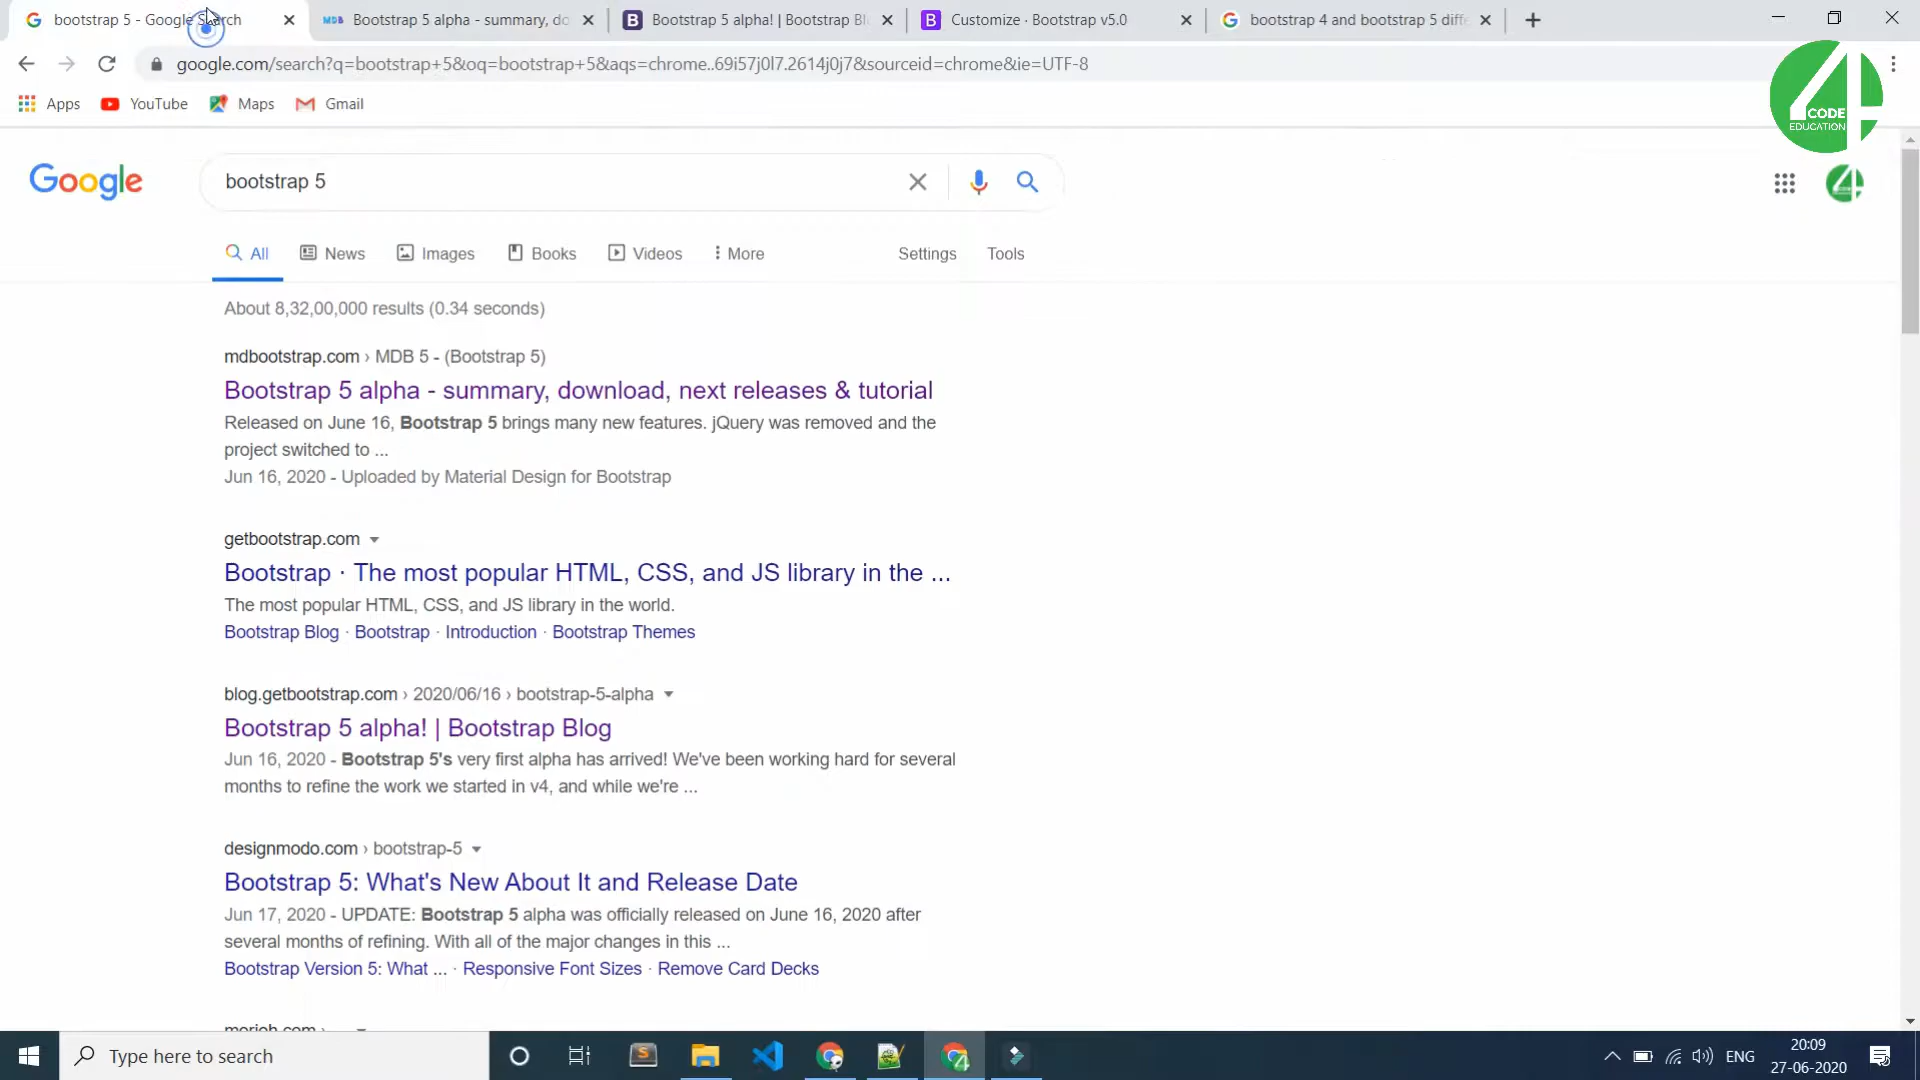 bootstrap 5 - Google Search
MDB Bootstrap 5 alpha - summary, do
B Bootstrap 5 alpha! | Bootstrap Bl
B Customize · Bootstrap v5.0
bootstrap 4 and bootstrap 5 diffe
google.com/search?q=bootstrap+5&oq=bootstrap+5&aqs=chrome..69i57j0l7.2614j0j7&sourceid=chrome&ie=UTF-8
Apps YouTube Maps Gmail
4
CODE
EDUCATION
Google
bootstrap 5
All News Images Books Videos More Settings Tools
About 8,32,00,000 results (0.34 seconds)
mdbootstrap.com › MDB 5 - (Bootstrap 5)
Bootstrap 5 alpha - summary, download, next releases & tutorial
Released on June 16, Bootstrap 5 brings many new features. jQuery was removed and the
project switched to ...
Jun 16, 2020 - Uploaded by Material Design for Bootstrap
getbootstrap.com
Bootstrap · The most popular HTML, CSS, and JS library in the ...
The most popular HTML, CSS, and JS library in the world.
Bootstrap Blog · Bootstrap · Introduction · Bootstrap Themes
blog.getbootstrap.com › 2020/06/16 › bootstrap-5-alpha
Bootstrap 5 alpha! | Bootstrap Blog
Jun 16, 2020 - Bootstrap 5's very first alpha has arrived! We've been working hard for several
months to refine the work we started in v4, and while we're ...
designmodo.com › bootstrap-5
Bootstrap 5: What's New About It and Release Date
Jun 17, 2020 - UPDATE: Bootstrap 5 alpha was officially released on June 16, 2020 after
several months of refining. With all of the major changes in this ...
Bootstrap Version 5: What ... · Responsive Font Sizes · Remove Card Decks
Type here to search
ENG
20:09
27-06-2020